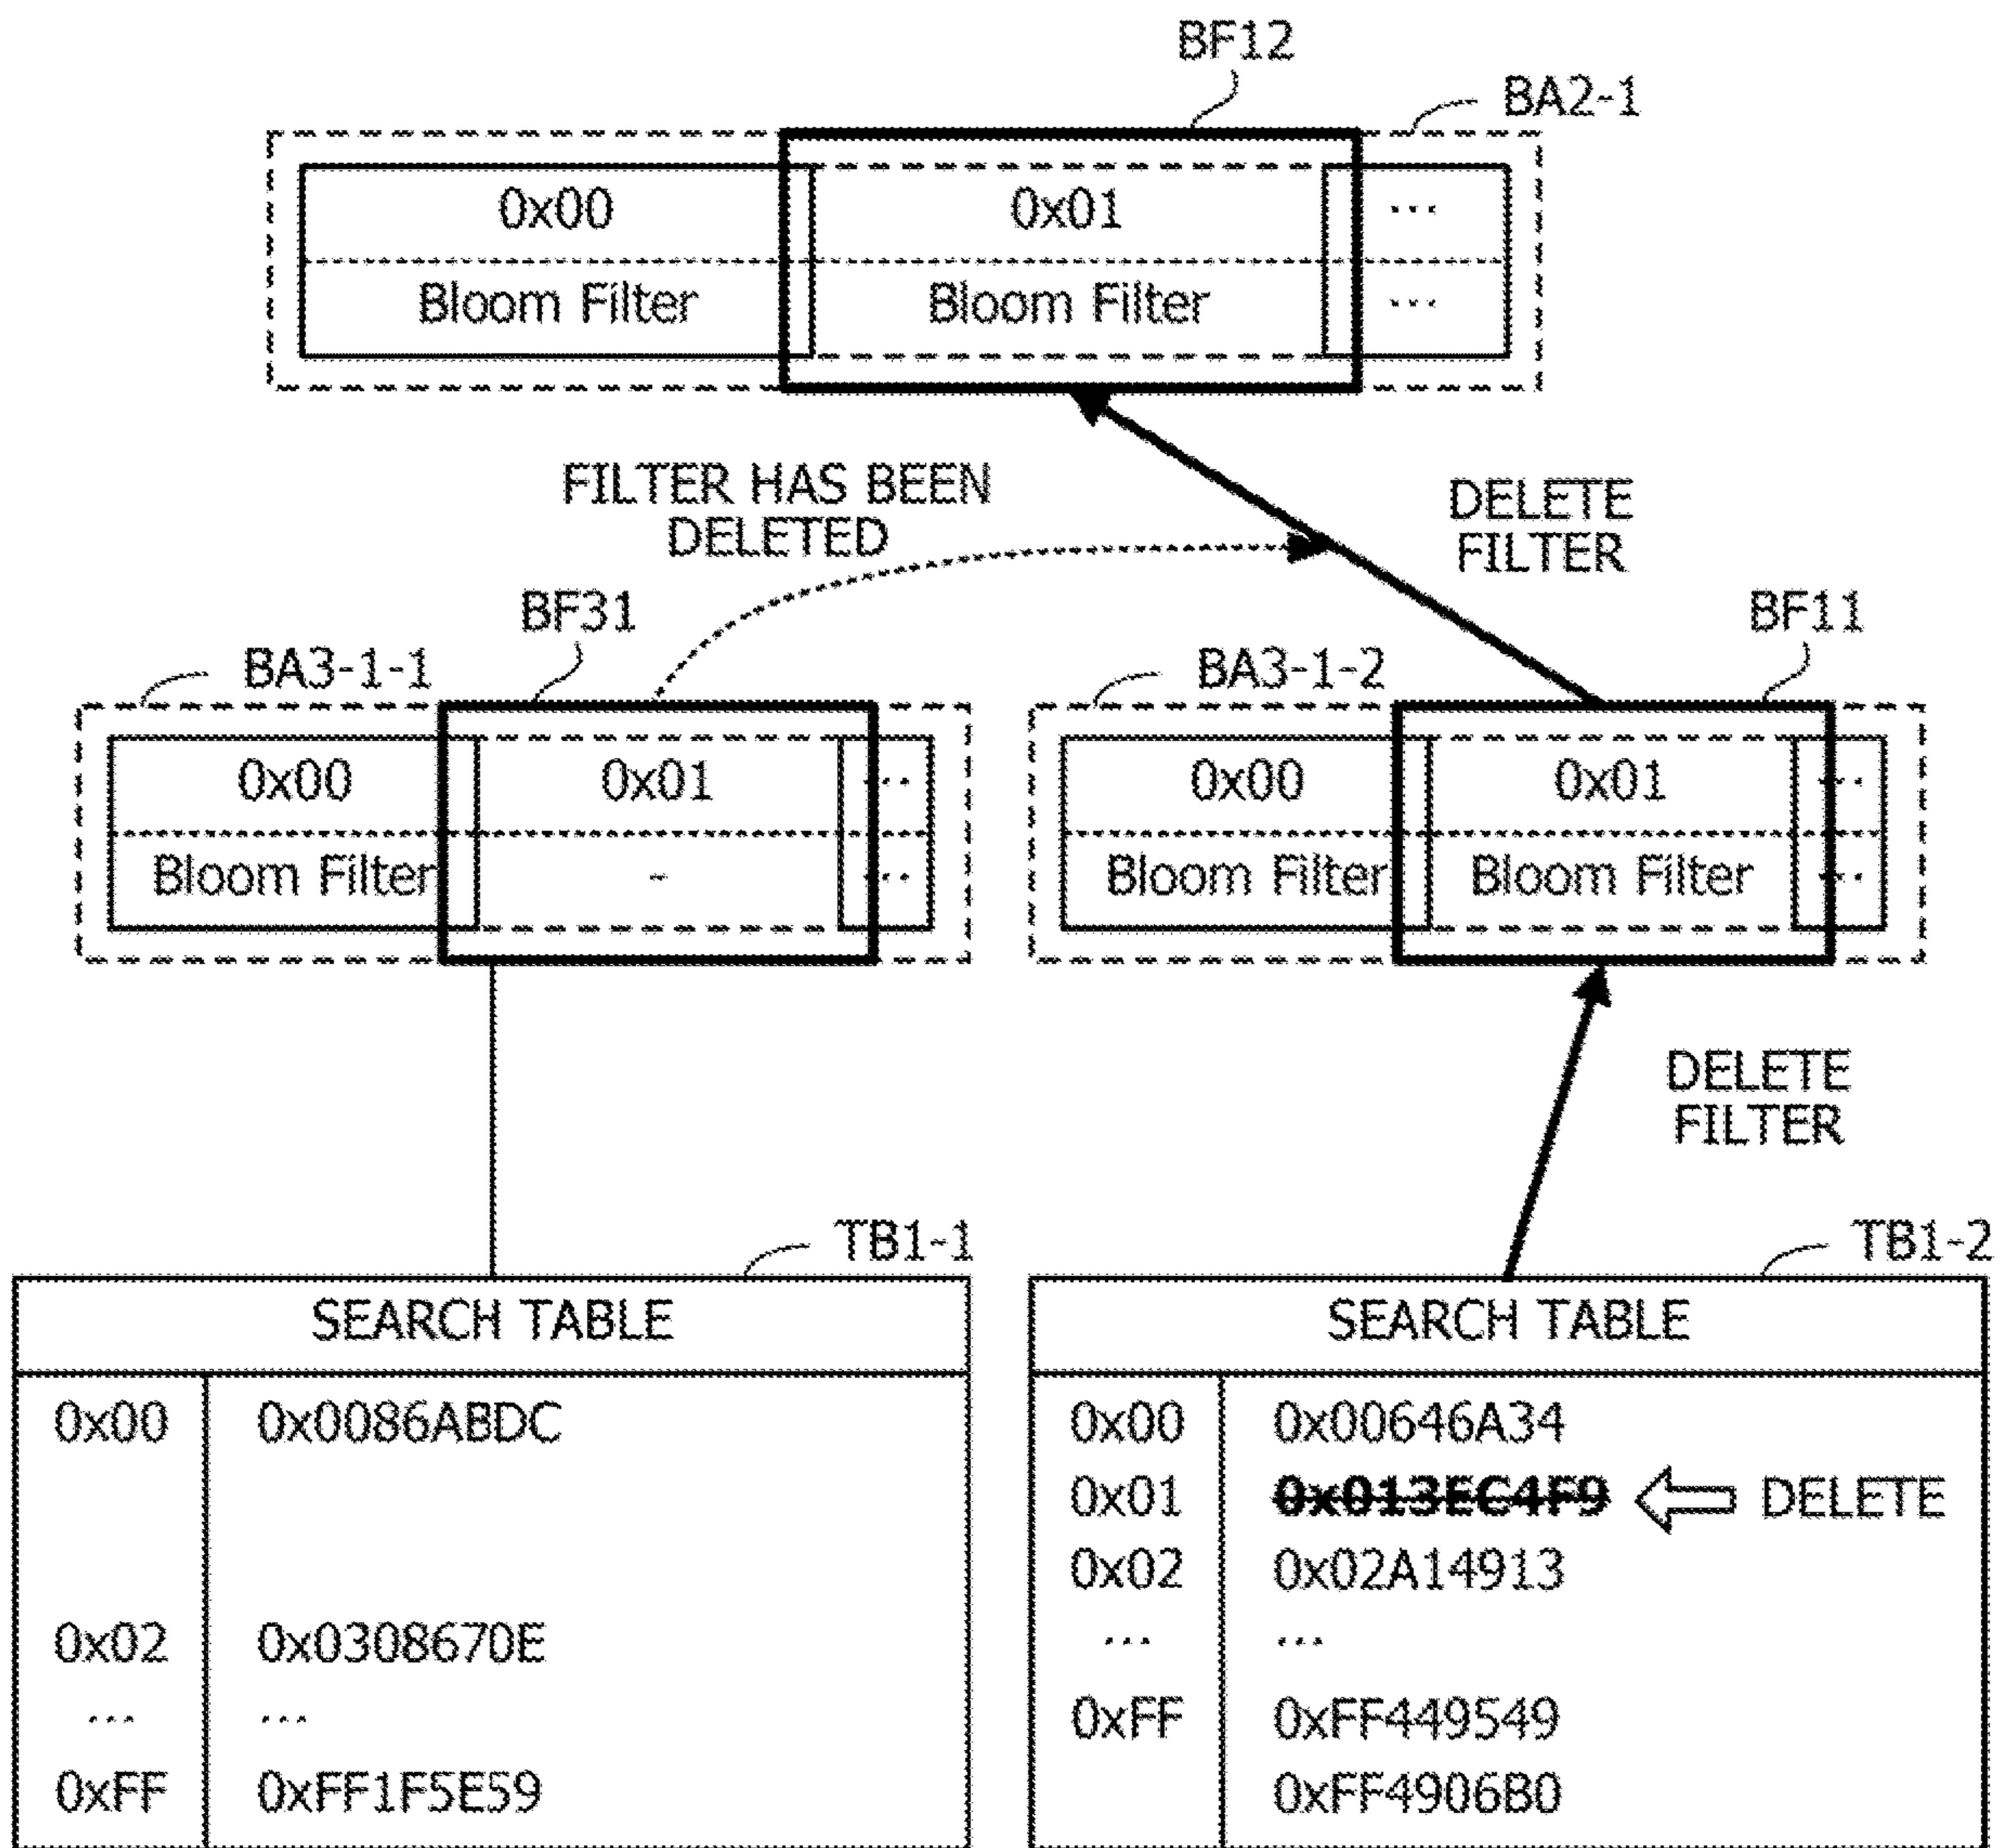 BF12
BA2-1
0x00 0x01 ...
Bloom Filter Bloom Filter ...
FILTER HAS BEEN
DELETED
DELETE
FILTER
BF31
BF11
BA3-1-1
BA3-1-2
0x00 0x01 ...
Bloom Filter - ...
0x00 0x01 ...
Bloom Filter Bloom Filter ...
DELETE
FILTER
TB1-1
SEARCH TABLE
0x00 0x0086ABDC
0x02 0x0308670E
... ...
0xFF 0xFF1F5E59
TB1-2
SEARCH TABLE
0x00 0x00646A34
0x01 0x013EC4F9 DELETE
0x02 0x02A14913
... ...
0xFF 0xFF449549
0xFF4906B0